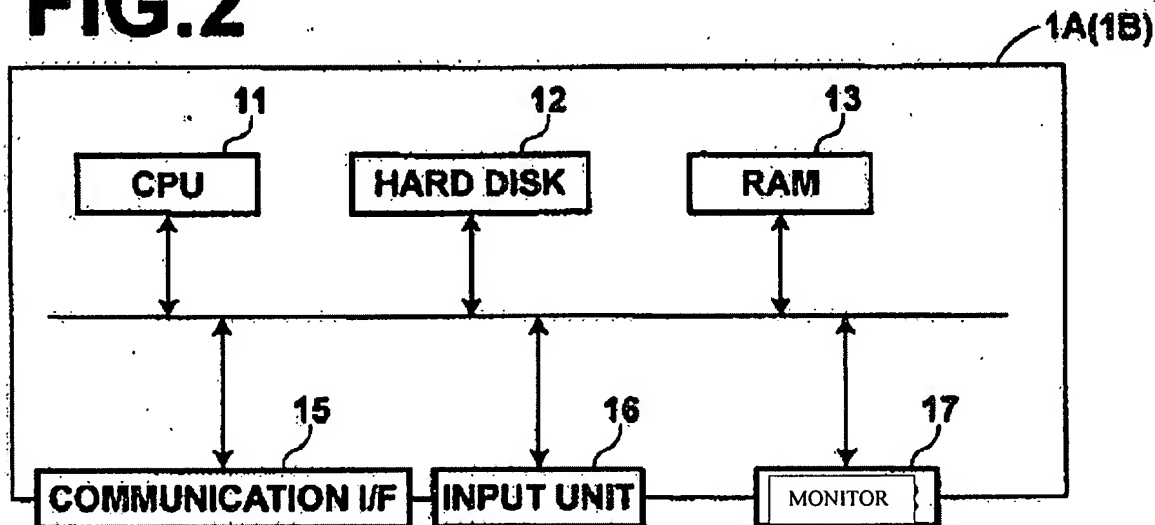 FIG.2
1A(1B)
11
12
13
CPU
HARD DISK
RAM
15
16
17
COMMUNICATION I/F
INPUT UNIT
MONITOR